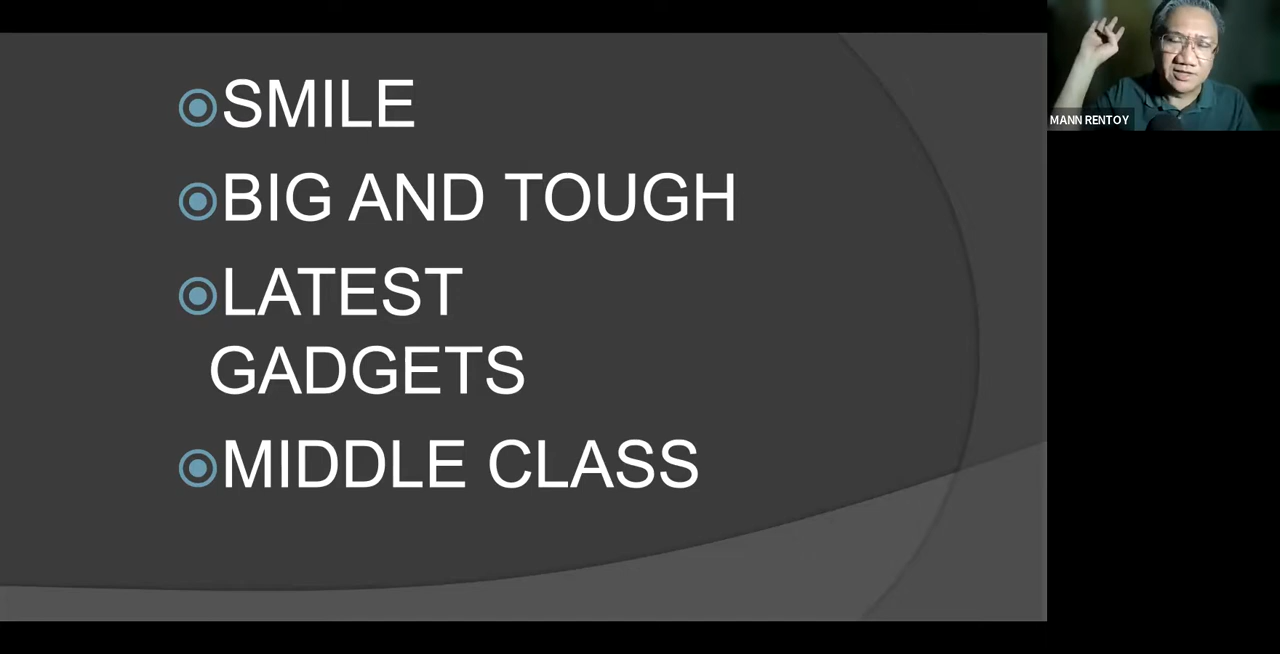 SMILE
BIG AND TOUGH
LATEST
GADGETS
MIDDLE CLASS
MANN RENTOY